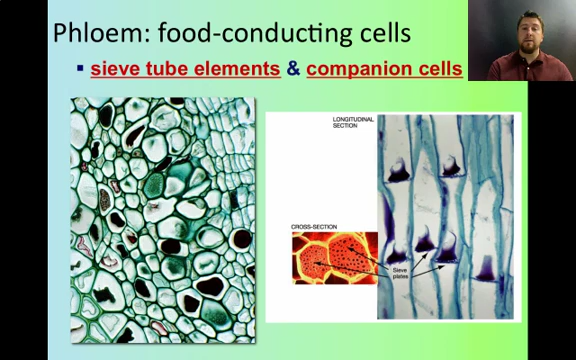 Phloem: food-conducting cells
▪ sieve tube elements & companion cells
LONGITUDINAL
SECTION
CROSS-SECTION
Sieve
plates